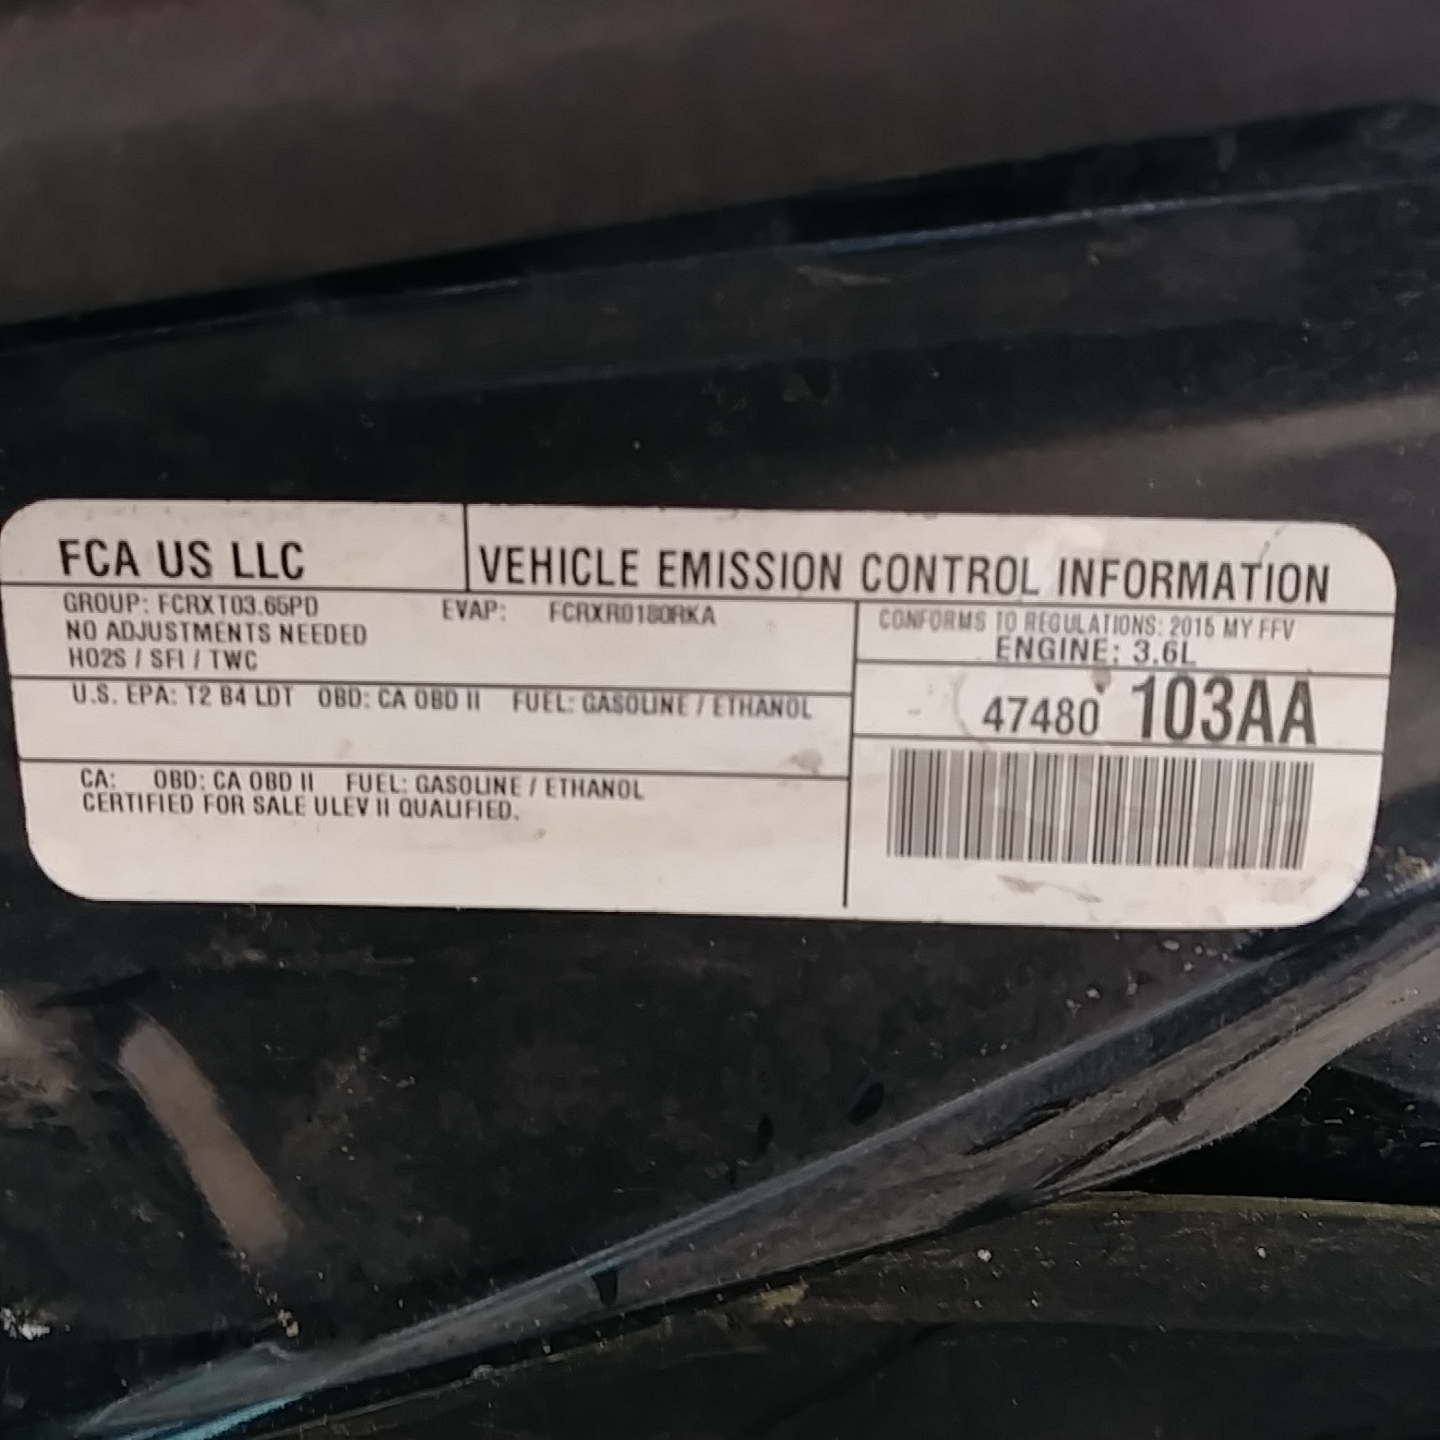 FCA US LLC
VEHICLE EMISSION CONTROL INFORMATION
GROUP: FCRXT03.65PD EVAP: FCRXR0180RKA
NO ADJUSTMENTS NEEDED
HO2S / SFI / TWC
CONFORMS TO REGULATIONS: 2015 MY FFV
ENGINE: 3.6L
U.S. EPA: T2 B4 LDT OBD: CA OBD II FUEL: GASOLINE / ETHANOL
47480 103AA
CA: OBD: CA OBD II FUEL: GASOLINE / ETHANOL
CERTIFIED FOR SALE ULEV II QUALIFIED.